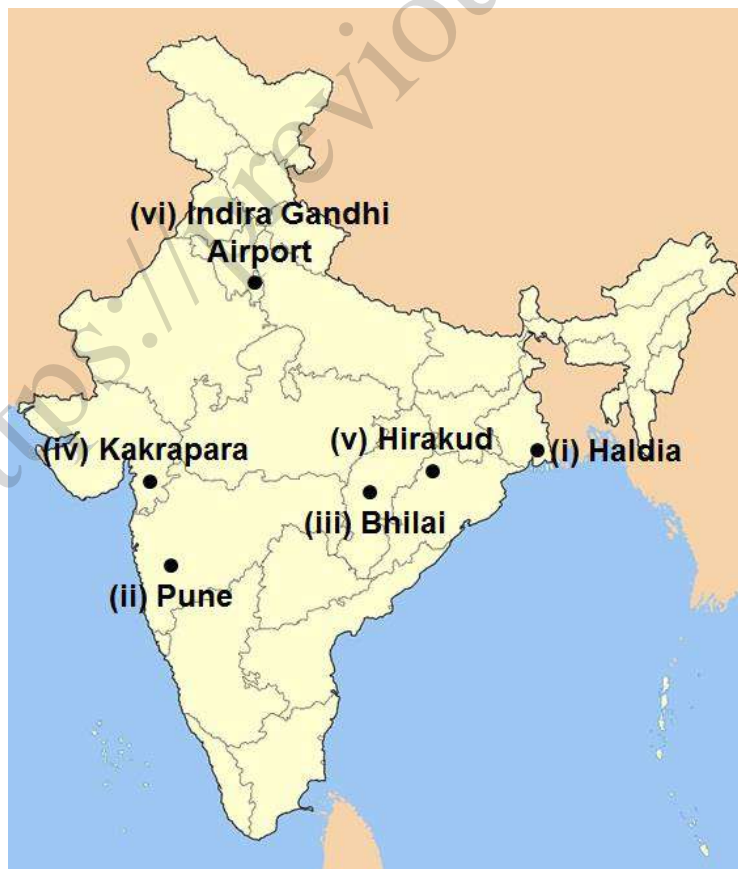 (vi) Indira Gandhi
Airport
(iv) Kakrapara
(v) Hirakud
(i) Haldia
(iii) Bhilai
(ii) Pune